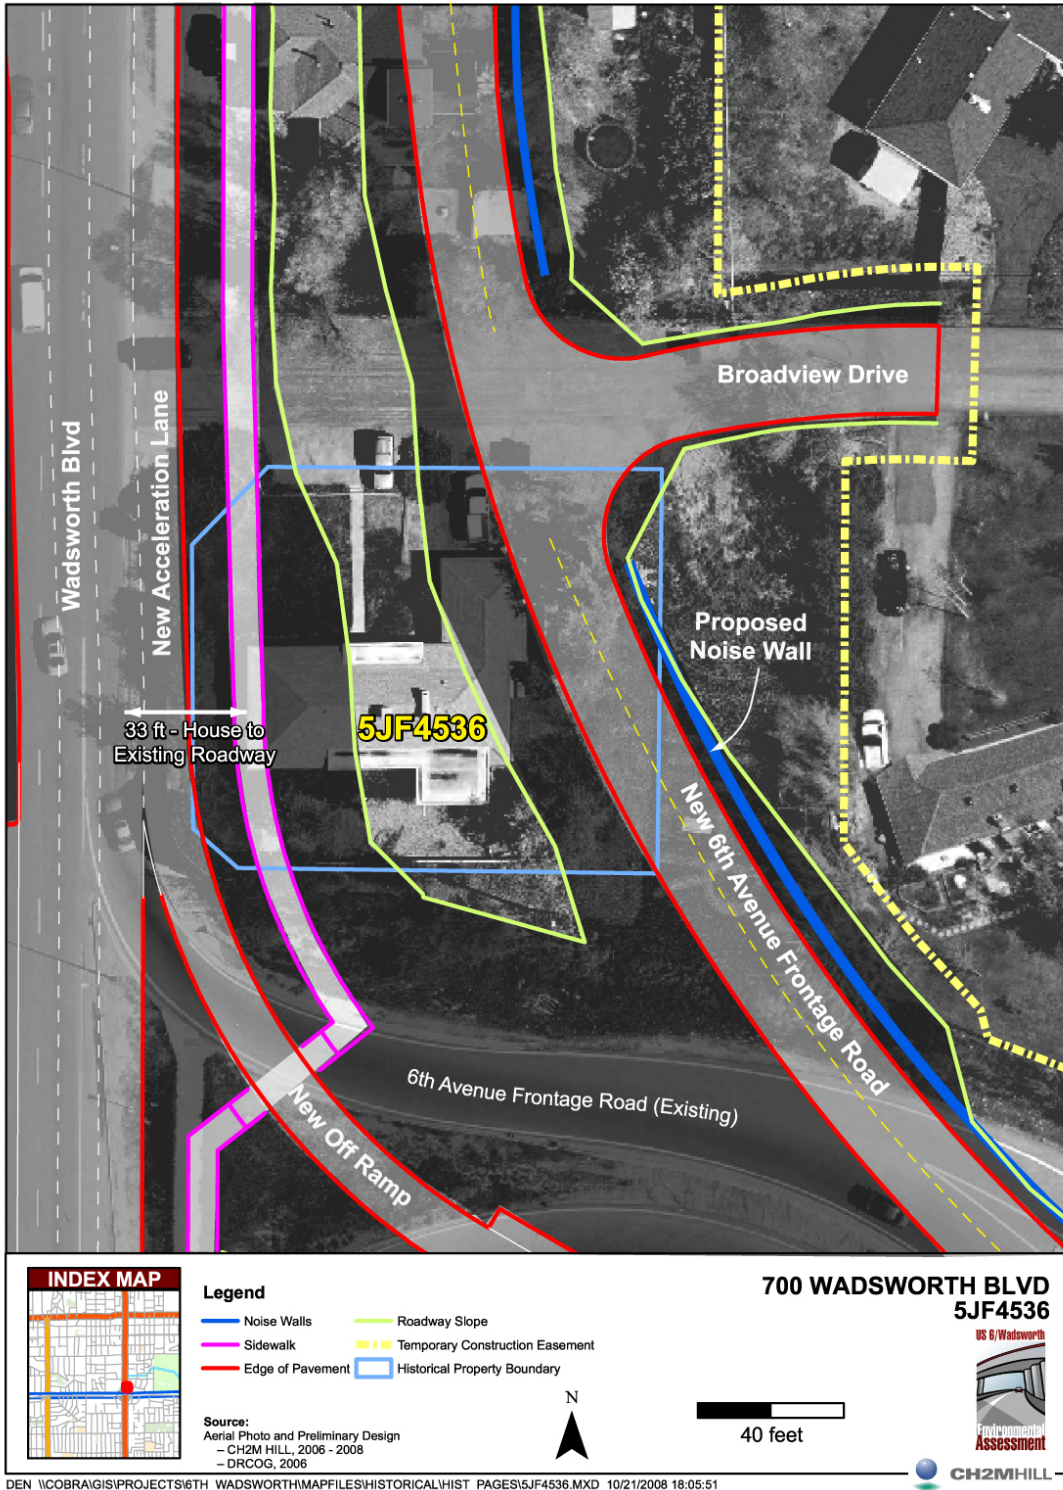 Broadview Drive
Wadsworth Blvd
New Acceleration Lane
Proposed
Noise Wall
33 ft - House to
Existing Roadway
5JF4536
New 6th Avenue Frontage Road
6th Avenue Frontage Road (Existing)
New Off Ramp
INDEX MAP
Legend
Noise Walls
Sidewalk
Edge of Pavement
Roadway Slope
Temporary Construction Easement
Historical Property Boundary
Source:
Aerial Photo and Preliminary Design
– CH2M HILL, 2006 - 2008
– DRCOG, 2006
N
40 feet
700 WADSWORTH BLVD
5JF4536
US 6/Wadsworth
Environmental
Assessment
CH2MHILL
DEN \\COBRA\GIS\PROJECTS\6TH WADSWORTH\MAPFILES\HISTORICAL\HIST PAGES\5JF4536.MXD 10/21/2008 18:05:51